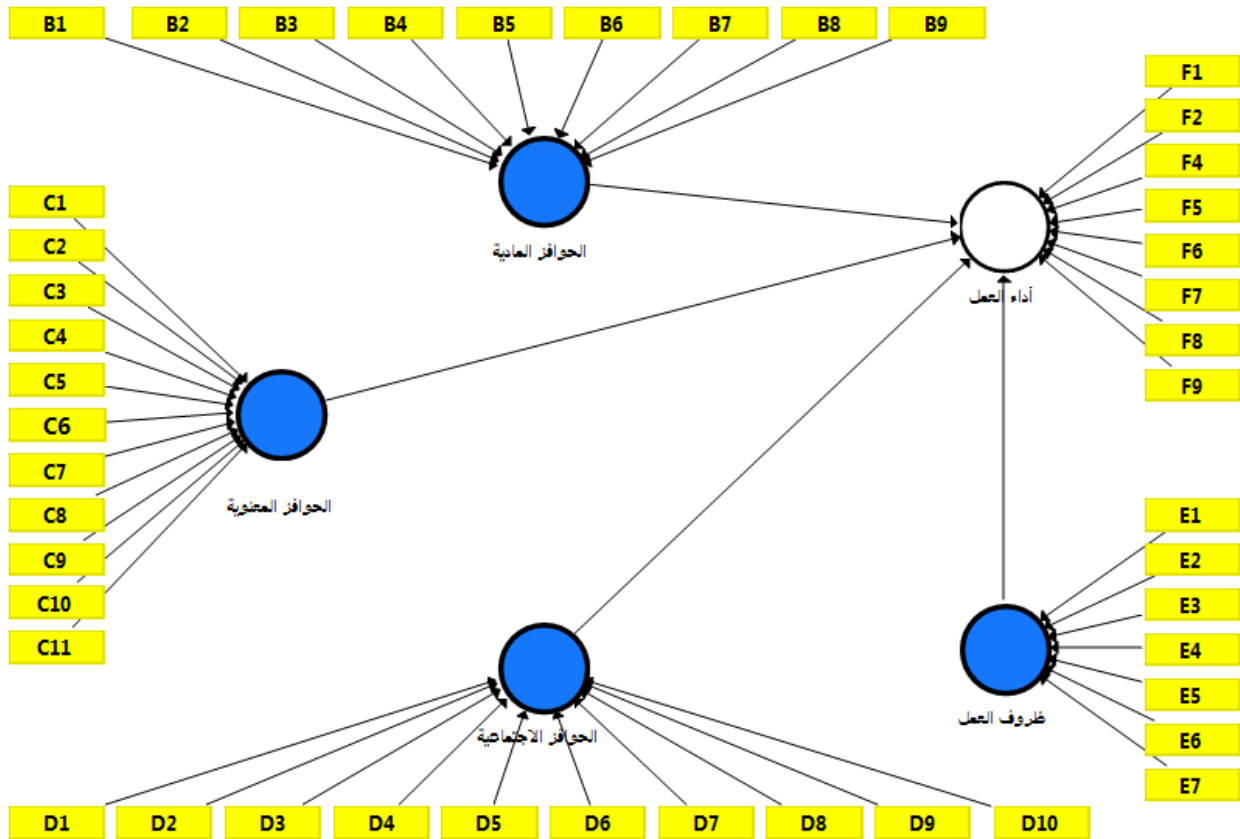 B1 B2 B3 B4 B5 B6 B7 B8 B9
الحوافز المادية
F1
F2
F4
F5
F6
F7
F8
F9
أداء العمل
C1
C2
C3
C4
C5
C6
C7
C8
C9
C10
C11
الحوافز المعنوية
E1
E2
E3
E4
E5
E6
E7
ظروف العمل
الحوافز الاجتماعية
D1 D2 D3 D4 D5 D6 D7 D8 D9 D10